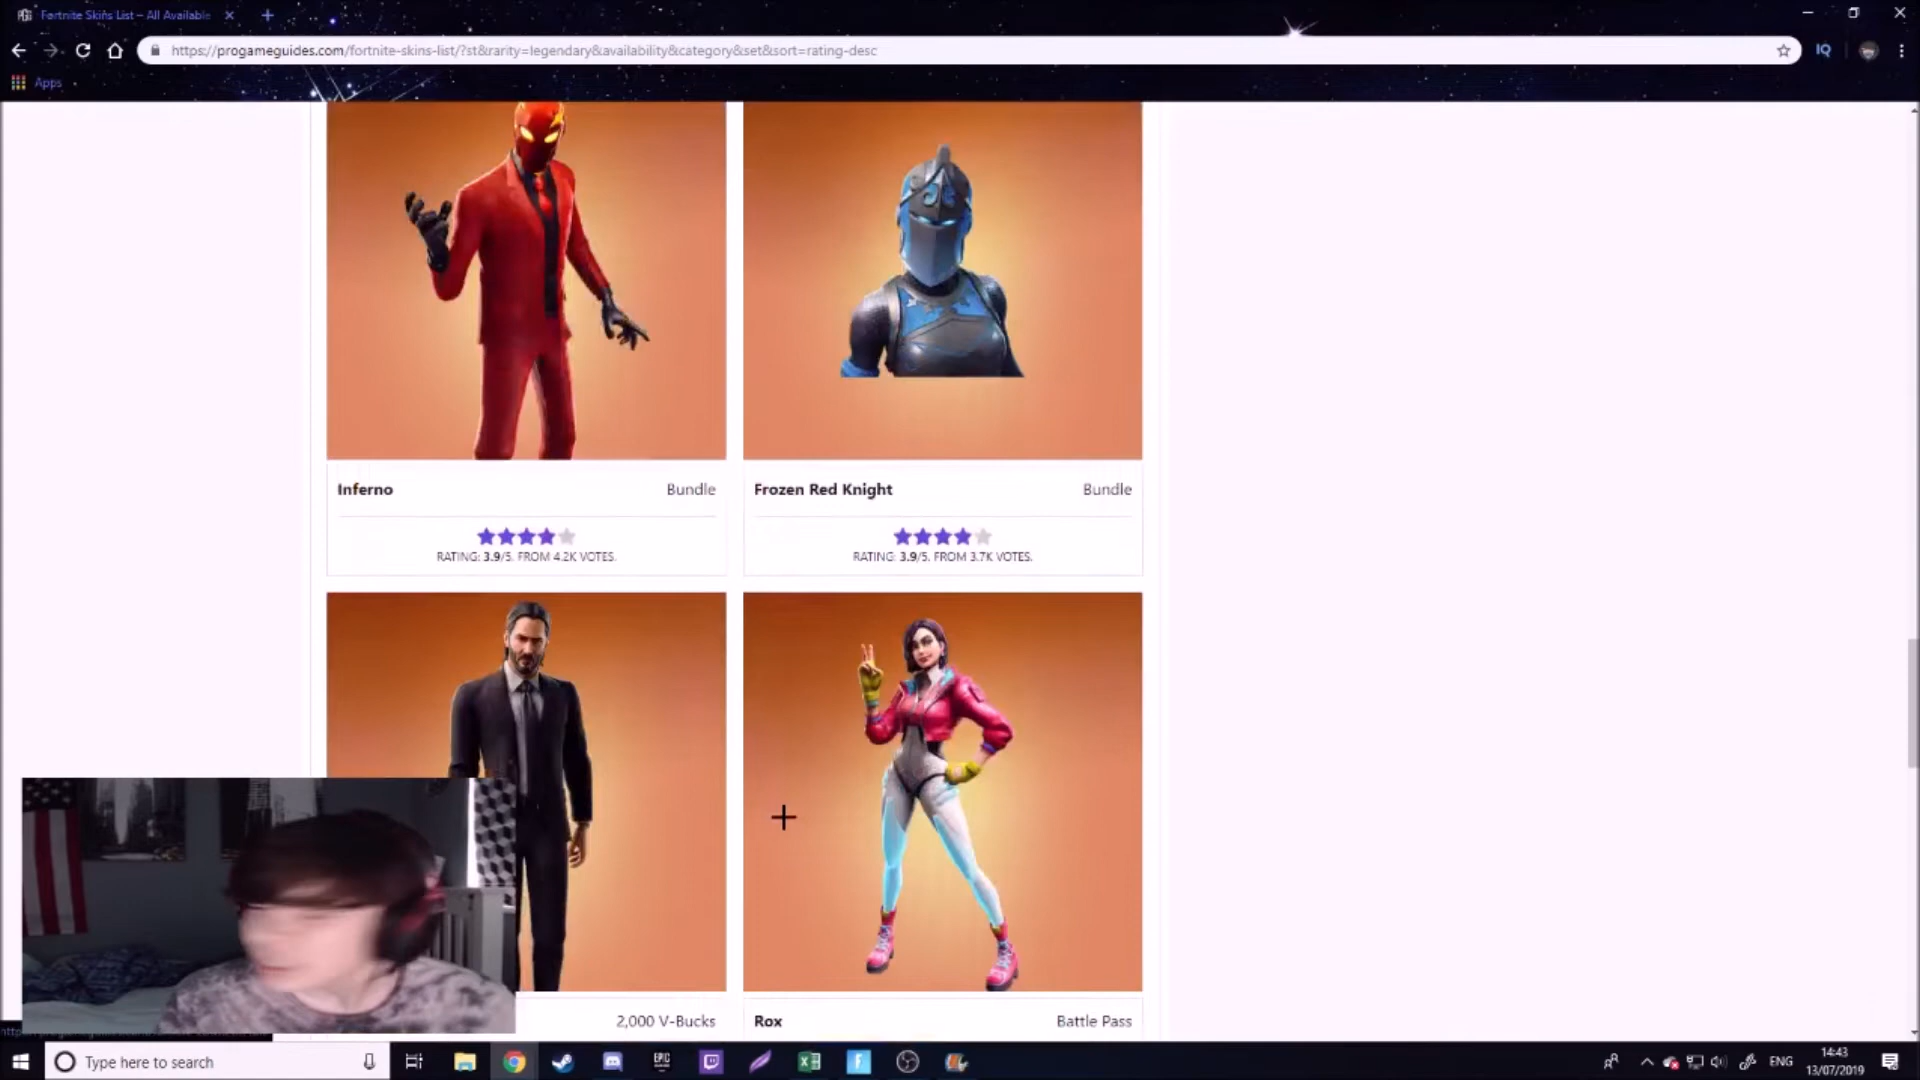 Fortnite Skins List – All Available
https://progameguides.com/fortnite-skins-list/?st&rarity=legendary&availability&category&set&sort=rating-desc
IQ
Apps
Inferno Bundle
RATING: 3.9/5. FROM 4.2K VOTES.
Frozen Red Knight Bundle
RATING: 3.9/5. FROM 3.7K VOTES.
2,000 V-Bucks
Rox Battle Pass
Type here to search
EPIC
ENG
14:43
13/07/2019